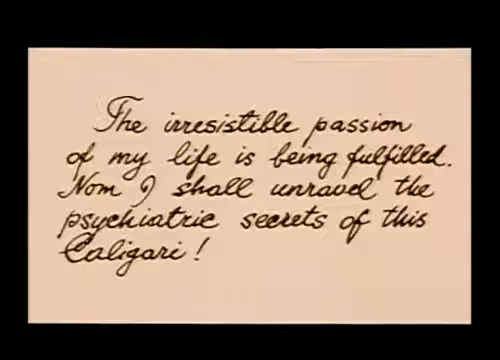 The irresistible passion
of my life is being fulfilled.
Now I shall unravel the
psychiatric secrets of this
Caligari!